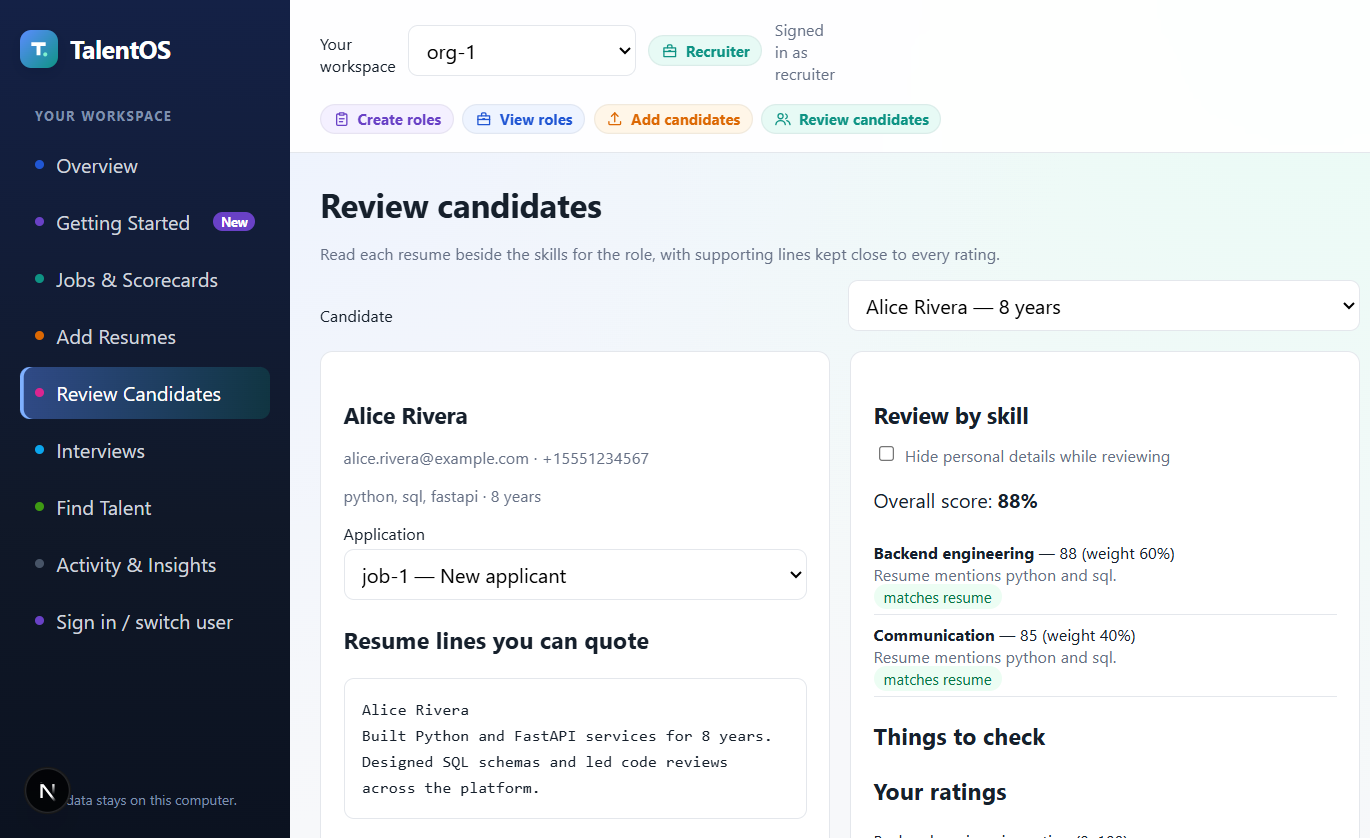 T.
TalentOS
YOUR WORKSPACE
Overview
Getting Started New
Jobs & Scorecards
Add Resumes
Review Candidates
Interviews
Find Talent
Activity & Insights
Sign in / switch user
N
data stays on this computer.
Your
workspace
org-1
Recruiter
Signed
in as
recruiter
Create roles
View roles
Add candidates
Review candidates
Review candidates
Read each resume beside the skills for the role, with supporting lines kept close to every rating.
Candidate
Alice Rivera — 8 years
Alice Rivera
alice.rivera@example.com · +15551234567
python, sql, fastapi · 8 years
Application
job-1 — New applicant
Resume lines you can quote
Alice Rivera
Built Python and FastAPI services for 8 years.
Designed SQL schemas and led code reviews
across the platform.
Review by skill
Hide personal details while reviewing
Overall score: 88%
Backend engineering — 88 (weight 60%)
Resume mentions python and sql.
matches resume
Communication — 85 (weight 40%)
Resume mentions python and sql.
matches resume
Things to check
Your ratings